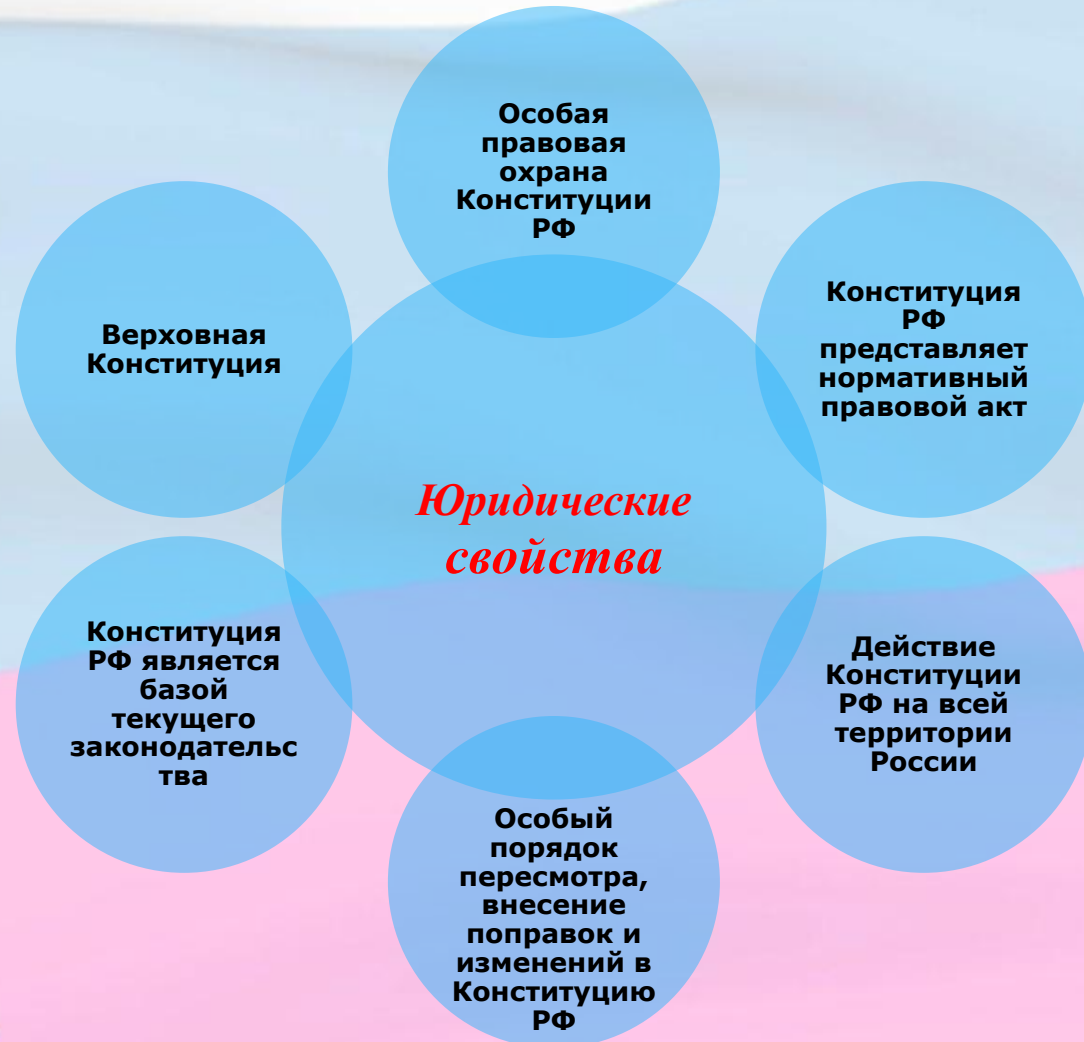 Особая
правовая
охрана
Конституции
РФ
Конституция
РФ
представляет
нормативный
правовой акт
Действие
Конституции
РФ на всей
территории
России
Особый
порядок
пересмотра,
внесение
поправок и
изменений в
Конституцию
РФ
Конституция
РФ является
базой
текущего
законодательс
тва
Верховная
Конституция
Юридические
свойства